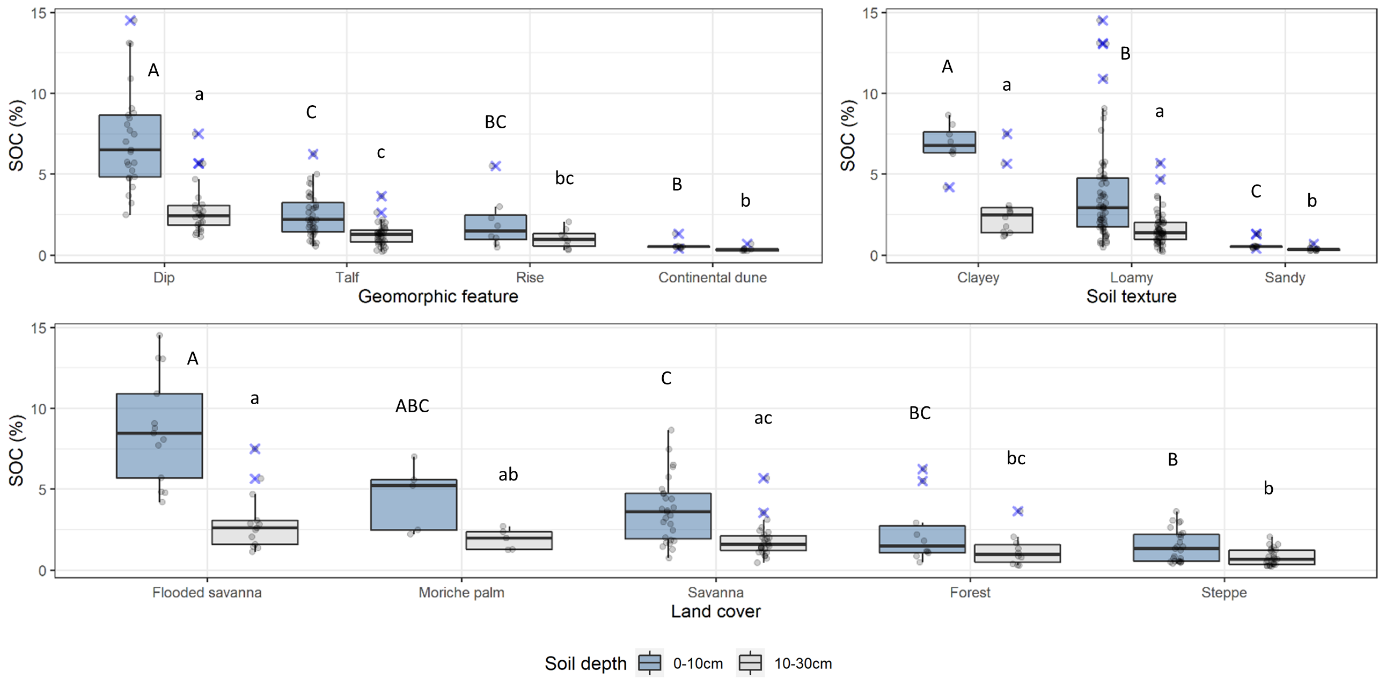 15
10
5
0
SOC (%)
A
a
C
c
BC
bc
B
b
Dip
Talf
Rise
Continental dune
Geomorphic feature
15
10
5
0
SOC (%)
A
a
B
a
C
b
Clayey
Loamy
Sandy
Soil texture
15
10
5
0
SOC (%)
A
a
ABC
ab
C
ac
BC
bc
B
b
Flooded savanna
Moriche palm
Savanna
Forest
Steppe
Land cover
Soil depth 0-10cm 10-30cm